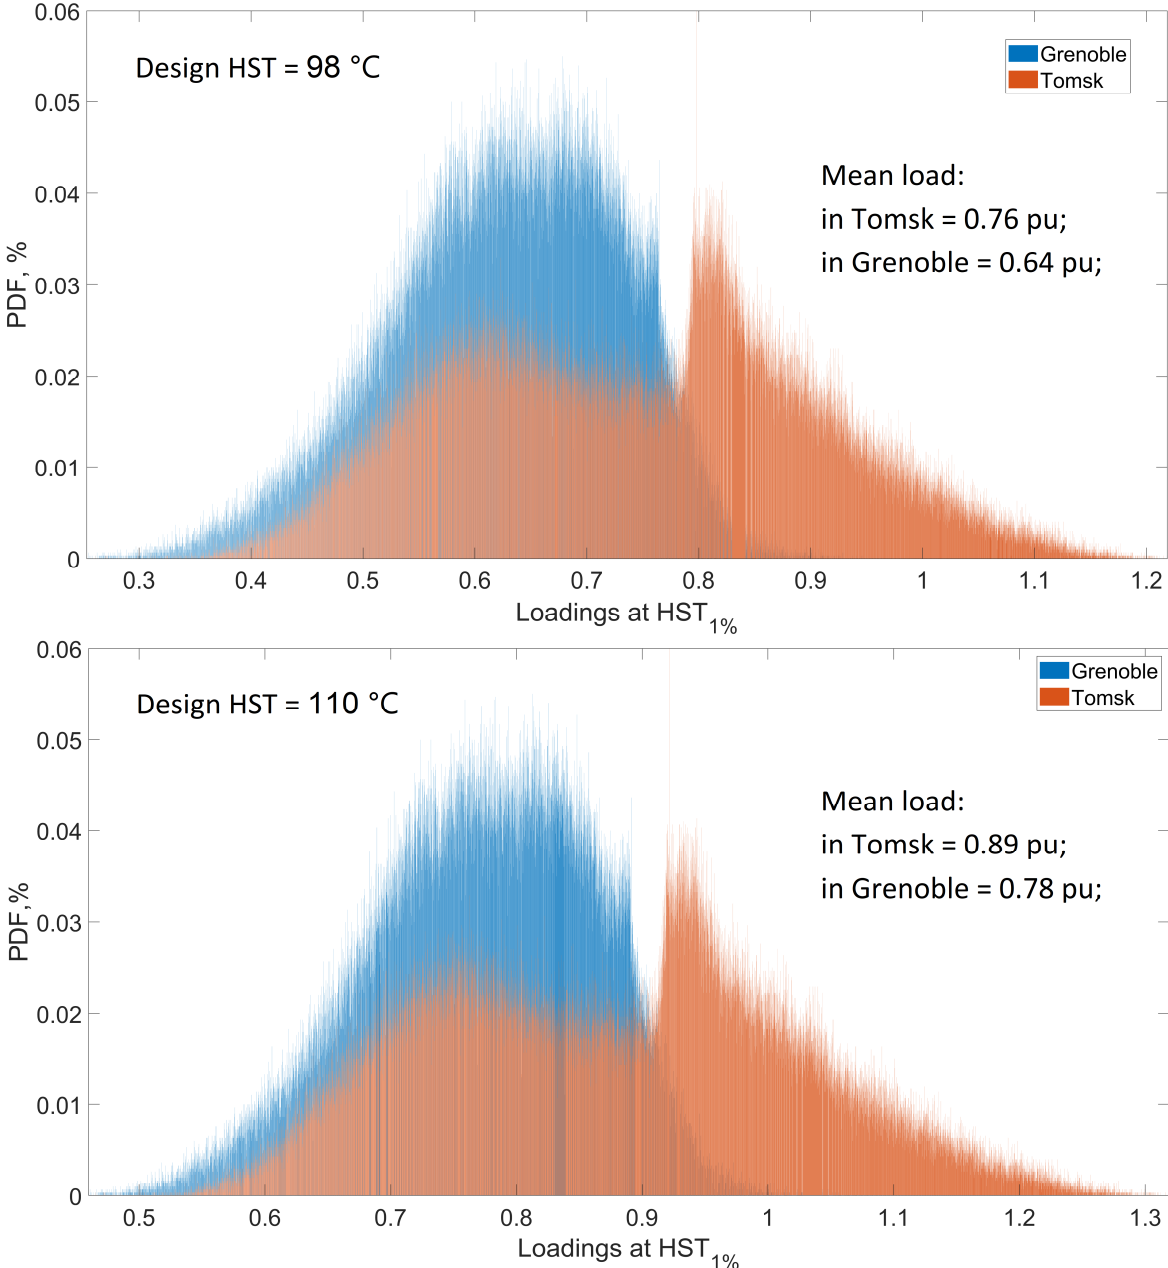 0.06
Design HST = 98 °C
Grenoble
Tomsk
0.05
0.04
Mean load:
in Tomsk = 0.76 pu;
in Grenoble = 0.64 pu;
PDF, %
0.03
0.02
0.01
0
0.3 0.4 0.5 0.6 0.7 0.8 0.9 1 1.1 1.2
Loadings at HST1%
0.06
Design HST = 110 °C
Grenoble
Tomsk
0.05
0.04
Mean load:
in Tomsk = 0.89 pu;
in Grenoble = 0.78 pu;
PDF,%
0.03
0.02
0.01
0
0.5 0.6 0.7 0.8 0.9 1 1.1 1.2 1.3
Loadings at HST1%